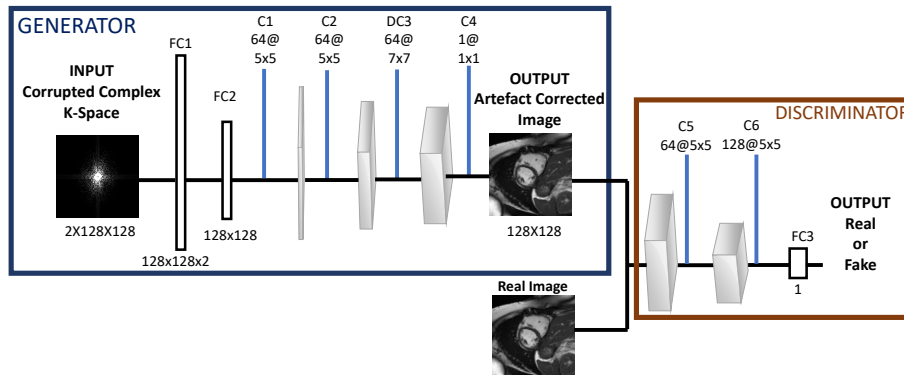 GENERATOR
INPUT
Corrupted Complex
K-Space
2X128X128
FC1
128x128x2
FC2
128x128
C1
64@
5x5
C2
64@
5x5
DC3
64@
7x7
C4
1@
1x1
OUTPUT
Artefact Corrected
Image
128X128
Real Image
DISCRIMINATOR
C5
64@5x5
C6
128@5x5
FC3
1
OUTPUT
Real
or
Fake